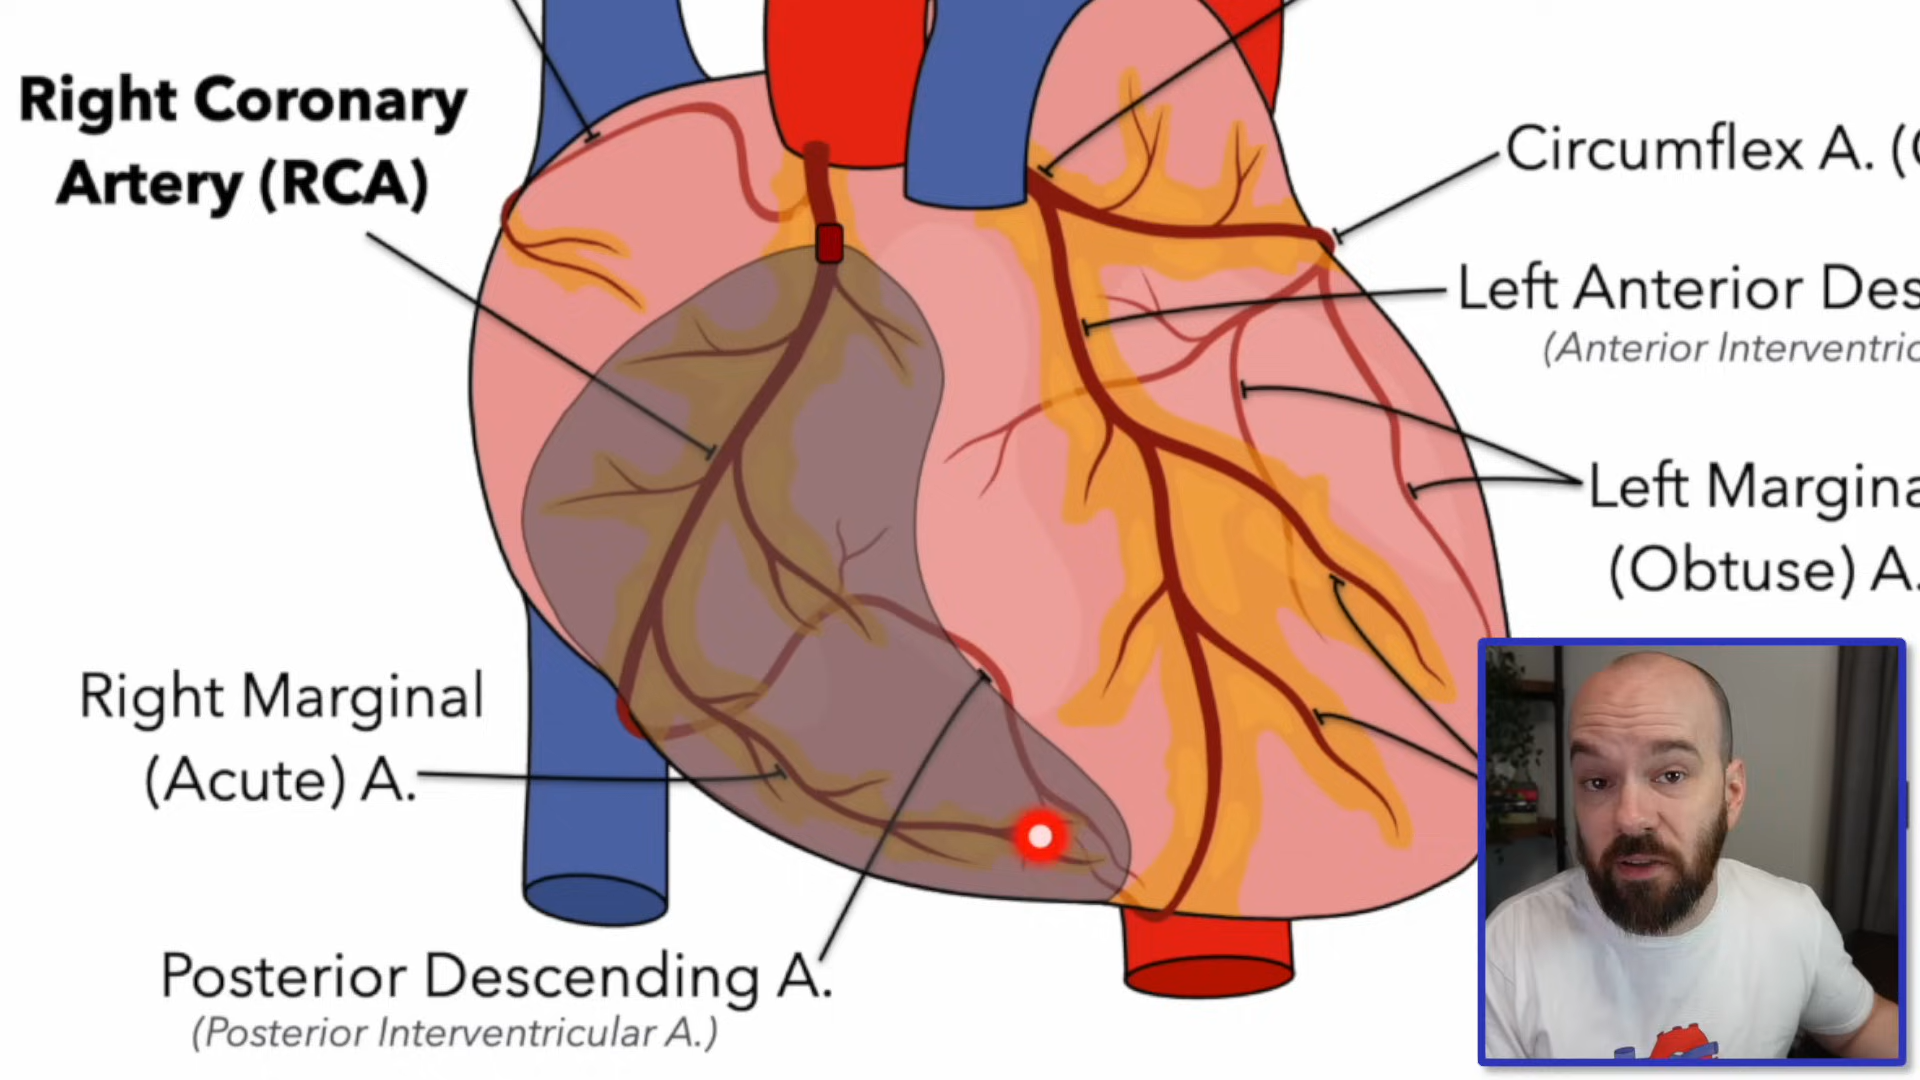 Right Coronary
Artery (RCA)
Circumflex A. (
Left Anterior Des
(Anterior Interventric
Left Margina
(Obtuse) A.
Right Marginal
(Acute) A.
Posterior Descending A.
(Posterior Interventricular A.)